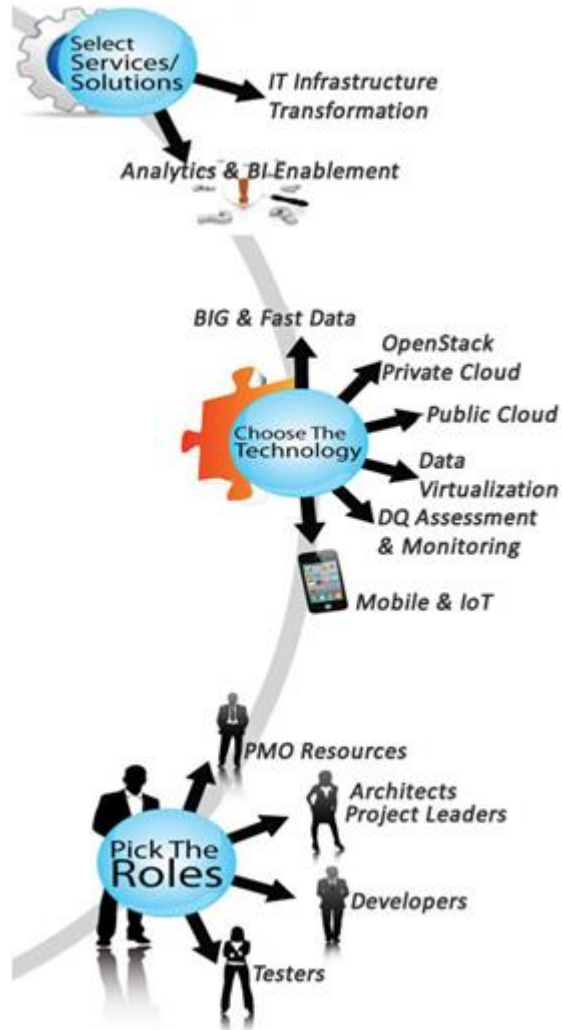 Select
Services/
Solutions
IT Infrastructure
Transformation
Analytics & BI Enablement
BIG & Fast Data
OpenStack
Private Cloud
Public Cloud
Choose The
Technology
Data
Virtualization
DQ Assessment
& Monitoring
Mobile & IoT
PMO Resources
Architects
Project Leaders
Pick The
Roles
Developers
Testers